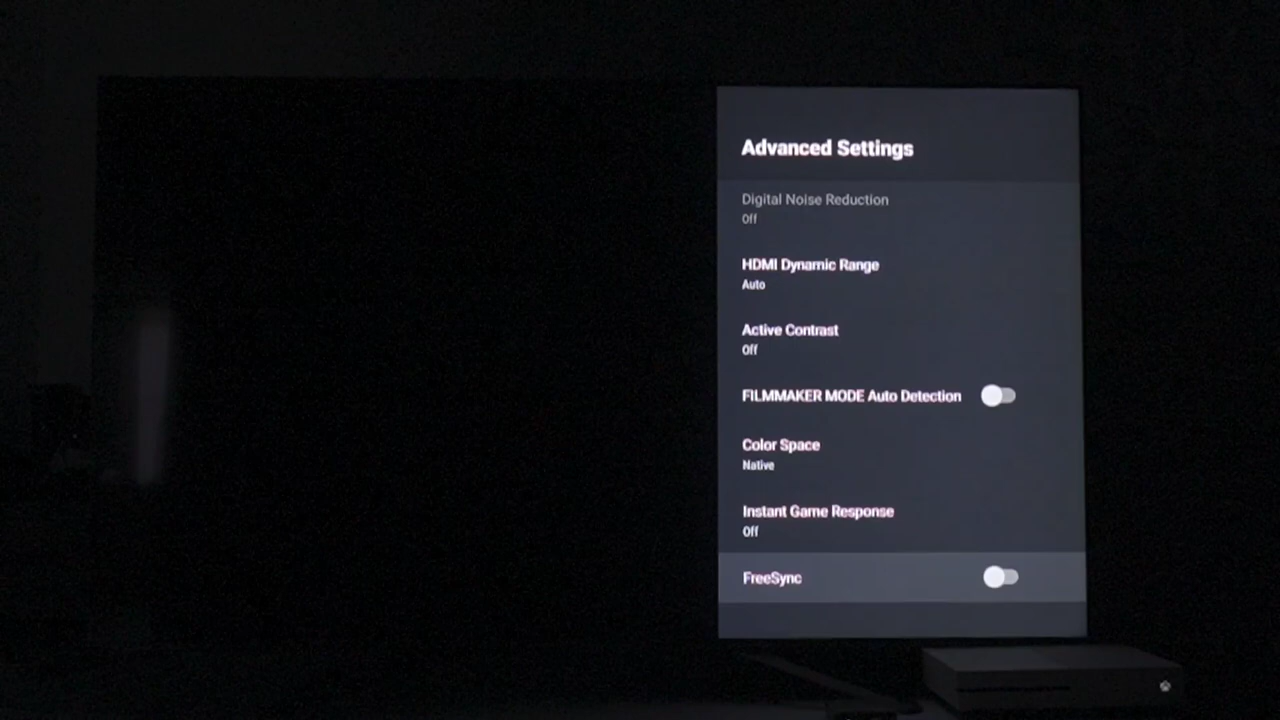 Advanced Settings
Digital Noise Reduction
Off
HDMI Dynamic Range
Auto
Active Contrast
Off
FILMMAKER MODE Auto Detection
Color Space
Native
Instant Game Response
Off
FreeSync